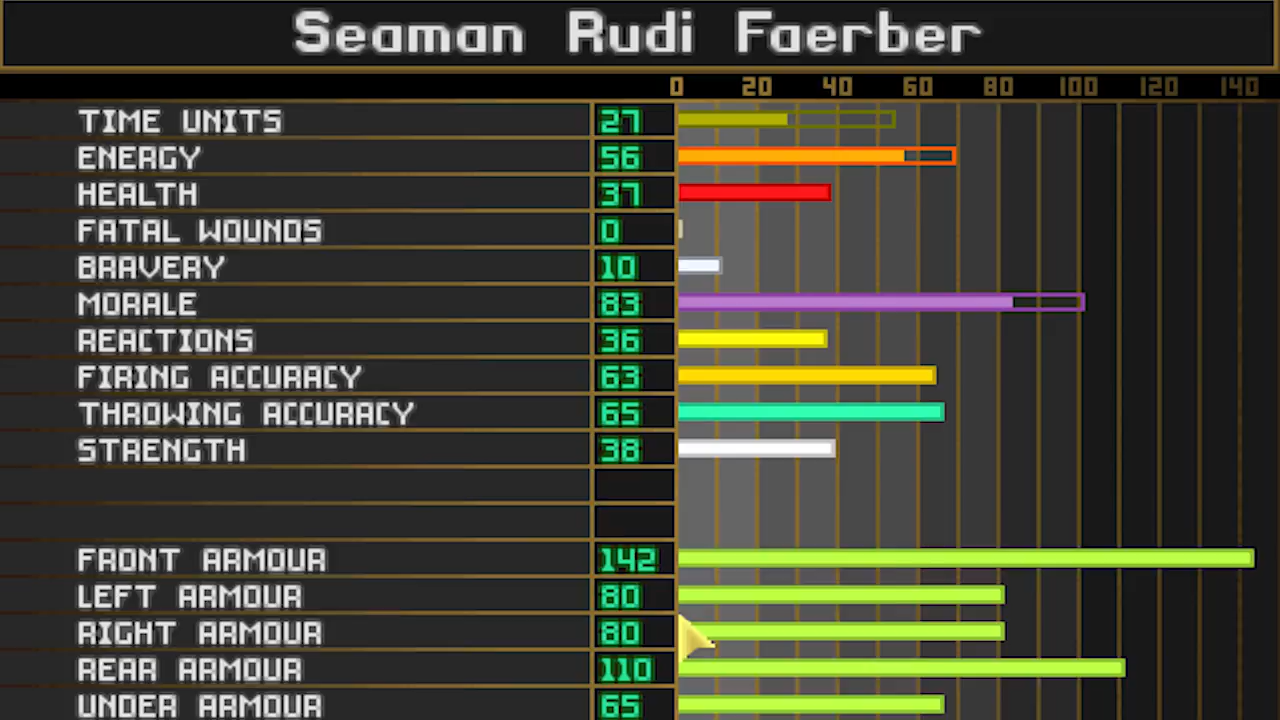 Seaman Rudi Faerber
0 20 40 60 80 100 120 140
TIME UNITS 27
ENERGY 56
HEALTH 37
FATAL WOUNDS 0
BRAVERY 10
MORALE 83
REACTIONS 36
FIRING ACCURACY 63
THROWING ACCURACY 65
STRENGTH 38
FRONT ARMOUR 142
LEFT ARMOUR 80
RIGHT ARMOUR 80
REAR ARMOUR 110
UNDER ARMOUR 65